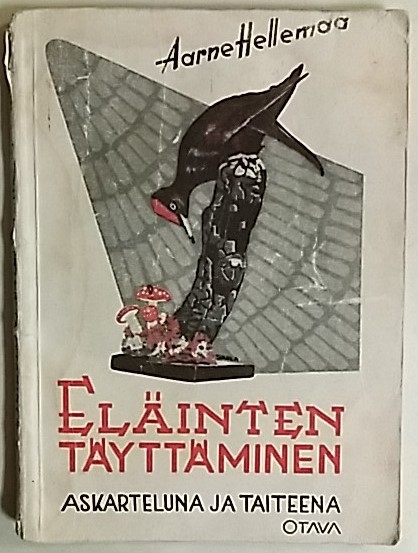 Aarne Hellemaa
ELÄINTEN
TÄYTTÄMINEN
ASKARTELUNA JA TAITEENA
OTAVA